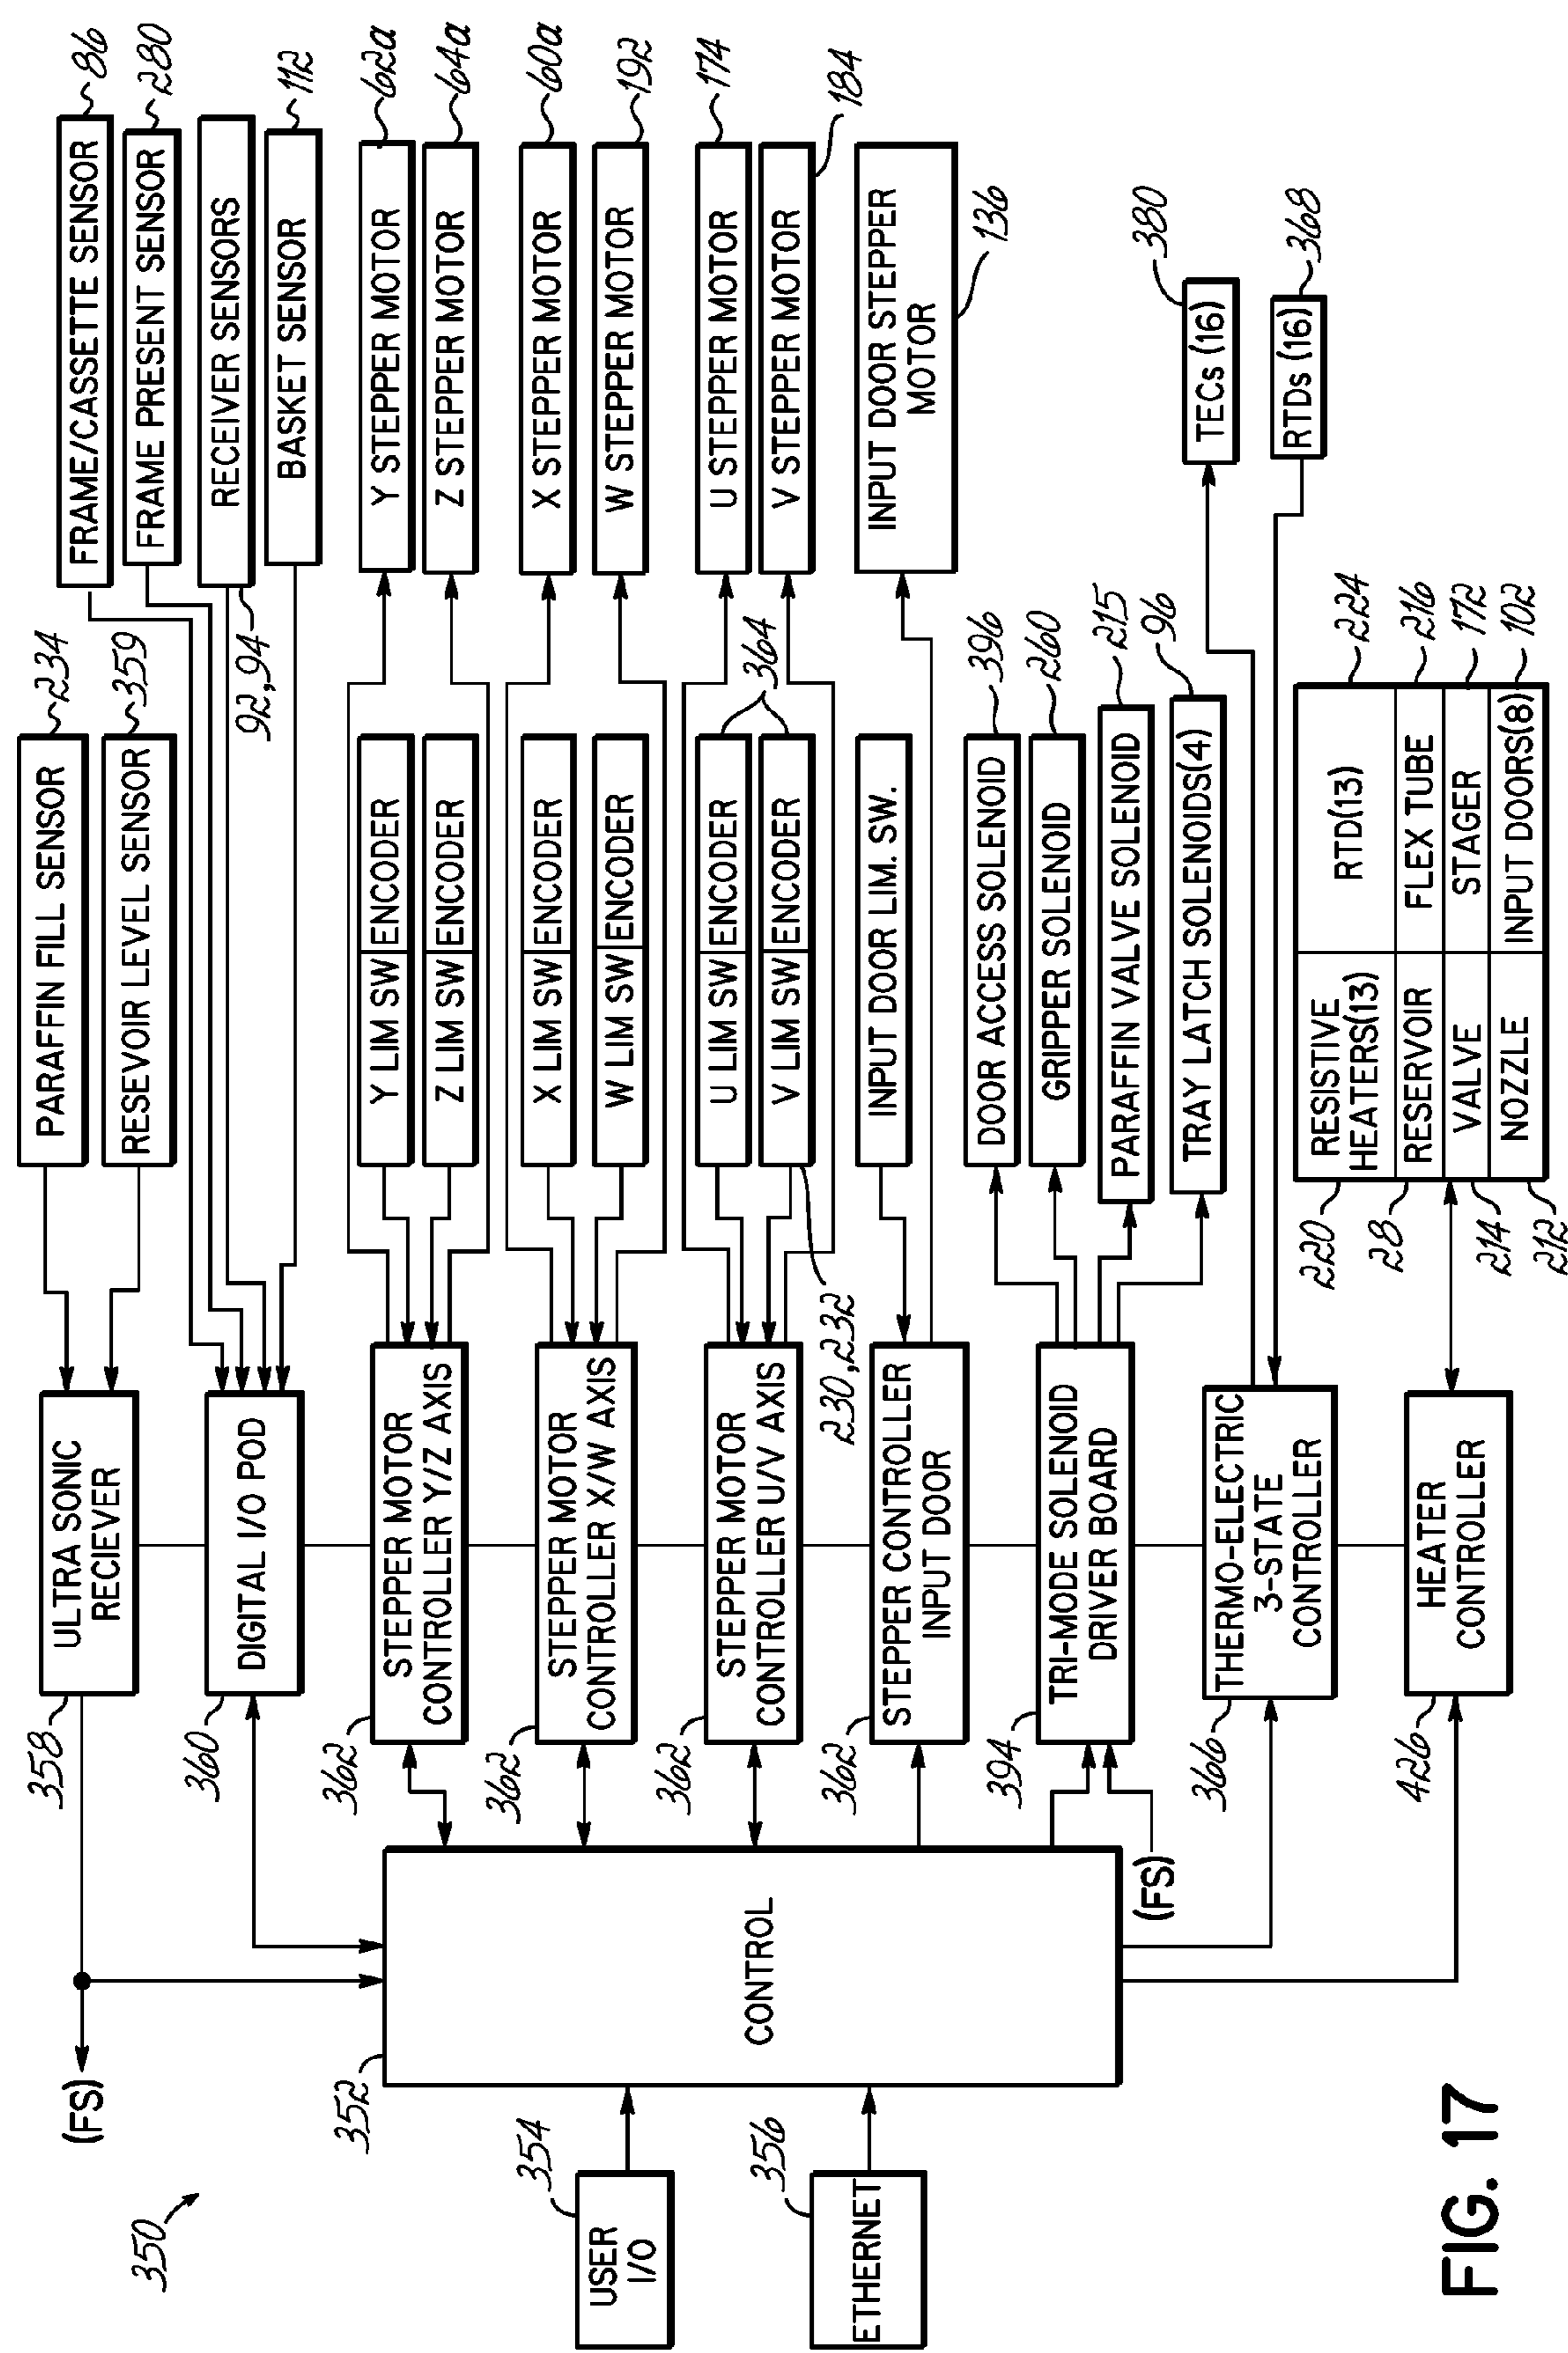 350
(FS)
358
ULTRA SONIC
RECIEVER
PARAFFIN FILL SENSOR
234
RESEVOIR LEVEL SENSOR
359
360
DIGITAL I/O POD
FRAME/CASSETTE SENSOR
86
FRAME PRESENT SENSOR
280
RECEIVER SENSORS
92,94
BASKET SENSOR
112
352
CONTROL
354
USER
I/O
356
ETHERNET
362
STEPPER MOTOR
CONTROLLER Y/Z AXIS
Y LIM SW
ENCODER
Z LIM SW
ENCODER
Y STEPPER MOTOR
62a
Z STEPPER MOTOR
64a
362
STEPPER MOTOR
CONTROLLER X/W AXIS
X LIM SW
ENCODER
W LIM SW
ENCODER
X STEPPER MOTOR
60a
W STEPPER MOTOR
192
362
STEPPER MOTOR
CONTROLLER U/V AXIS
U LIM SW
ENCODER
V LIM SW
ENCODER
364
230,232
U STEPPER MOTOR
174
V STEPPER MOTOR
184
362
STEPPER CONTROLLER
INPUT DOOR
INPUT DOOR LIM. SW.
INPUT DOOR STEPPER
MOTOR
136
394
TRI-MODE SOLENOID
DRIVER BOARD
(FS)
DOOR ACCESS SOLENOID
396
GRIPPER SOLENOID
260
PARAFFIN VALVE SOLENOID
215
TRAY LATCH SOLENOIDS(4)
96
366
THERMO-ELECTRIC
3-STATE
CONTROLLER
TECs (16)
380
RTDs (16)
368
426
HEATER
CONTROLLER
220
RESISTIVE
HEATERS(13)
RTD(13)
224
28
RESERVOIR
FLEX TUBE
216
214
VALVE
STAGER
172
212
NOZZLE
INPUT DOORS(8)
102
FIG. 17